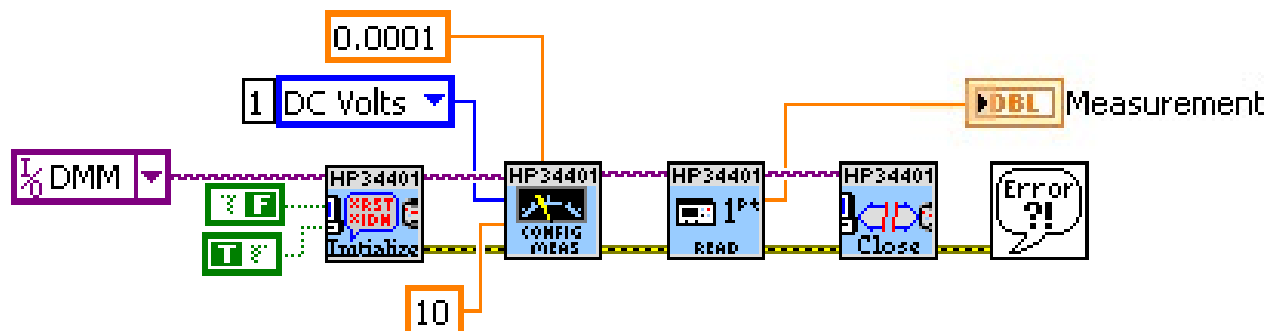 0.0001
1 DC Volts
DBL Measurement
I/O DMM
HP34401
*RST
*IDN
Initialize
HP34401
CONFIG
MEAS
HP34401
1Pt
READ
HP34401
Close
Error
?!
F
T
10